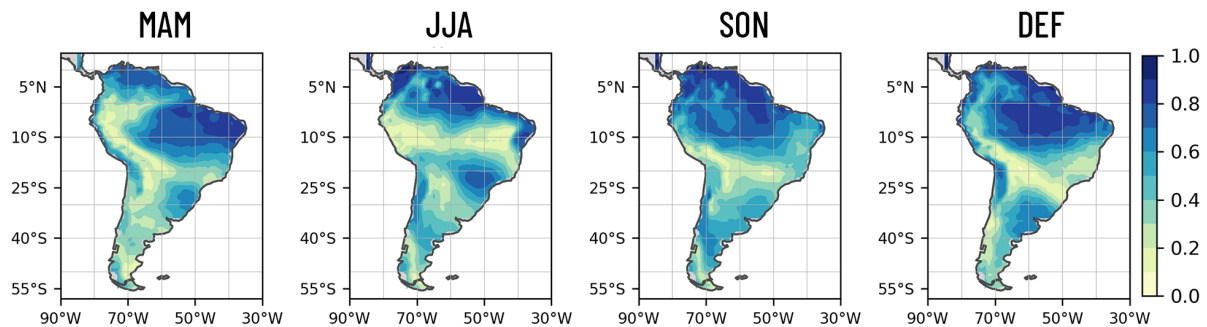 MAM JJA SON DEF
1.0
5°N 5°N 5°N 5°N
0.8
10°S 10°S 10°S 10°S
0.6
25°S 25°S 25°S 25°S
0.4
40°S 40°S 40°S 40°S
0.2
55°S 55°S 55°S 55°S
0.0
90°W 70°W 50°W 30°W 90°W 70°W 50°W 30°W 90°W 70°W 50°W 30°W 90°W 70°W 50°W 30°W